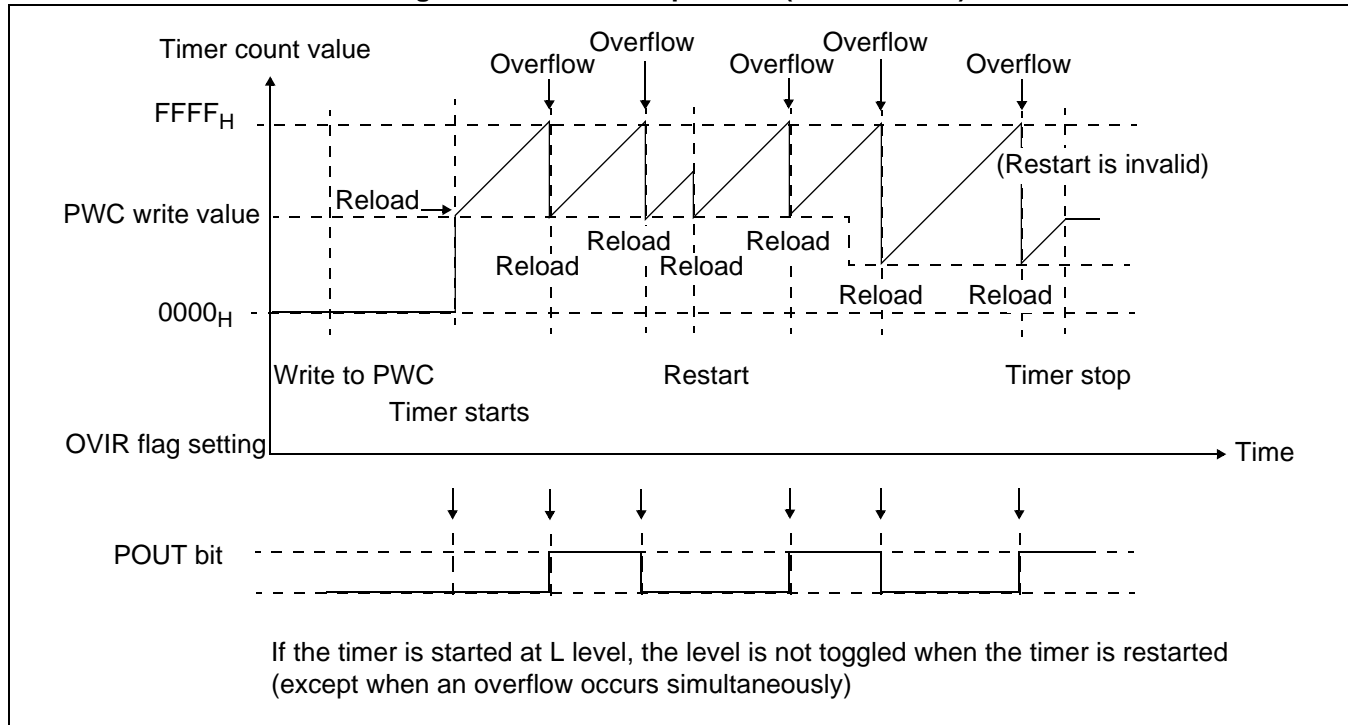 Timer count value
Overflow
Overflow
Overflow
Overflow
Overflow
FFFFH
(Restart is invalid)
Reload
PWC write value
Reload
Reload
Reload
Reload
Reload
Reload
0000H
Write to PWC
Restart
Timer stop
Timer starts
OVIR flag setting
Time
POUT bit
If the timer is started at L level, the level is not toggled when the timer is restarted
(except when an overflow occurs simultaneously)